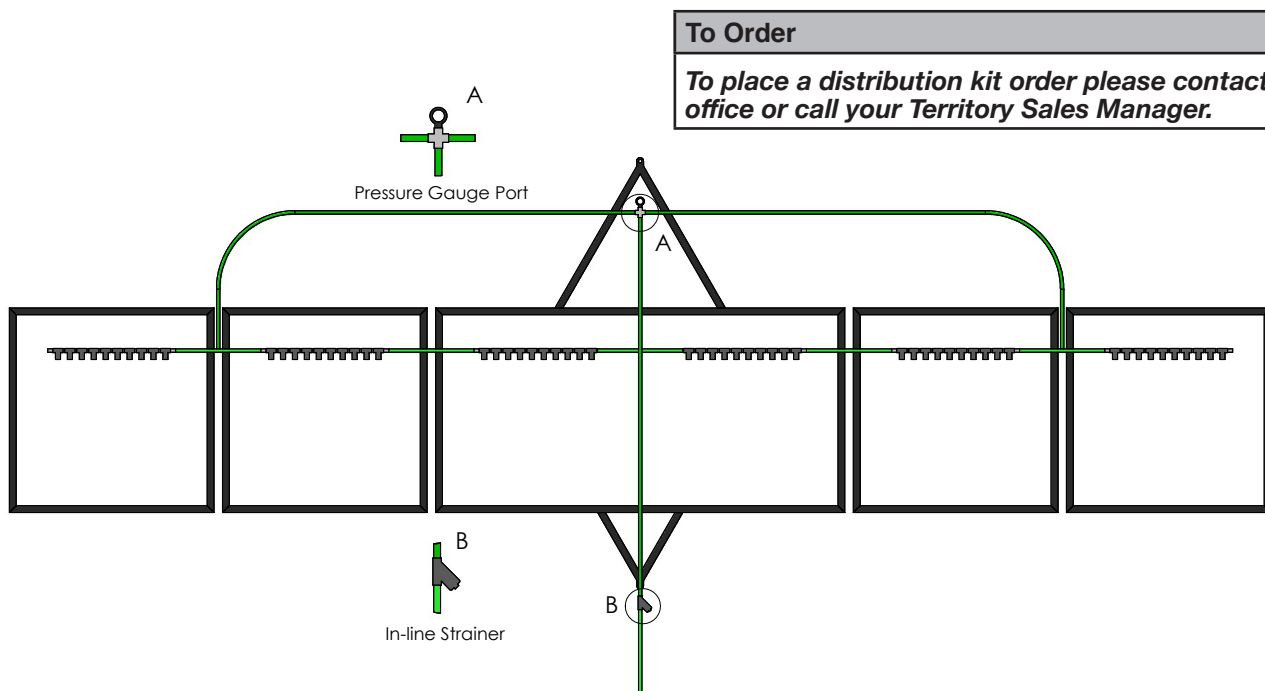 To Order
To place a distribution kit order please contact
office or call your Territory Sales Manager.
A
Pressure Gauge Port
A
B
In-line Strainer
B